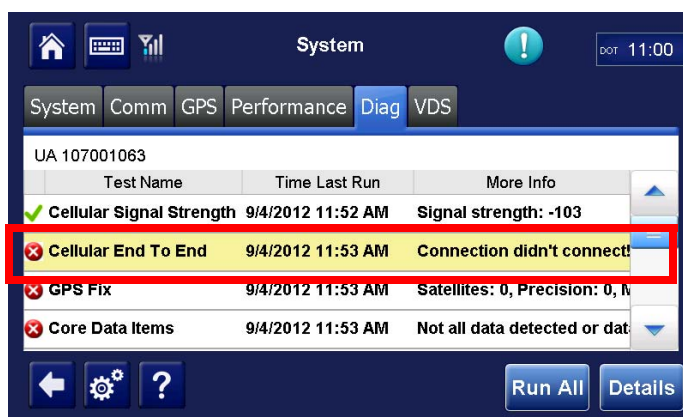 System
DOT 11:00
System Comm GPS Performance Diag VDS
UA 107001063
Test Name Time Last Run More Info
Cellular Signal Strength 9/4/2012 11:52 AM Signal strength: -103
Cellular End To End 9/4/2012 11:53 AM Connection didn't connect!
GPS Fix 9/4/2012 11:53 AM Satellites: 0, Precision: 0,
Core Data Items 9/4/2012 11:53 AM Not all data detected or dat
? Run All Details